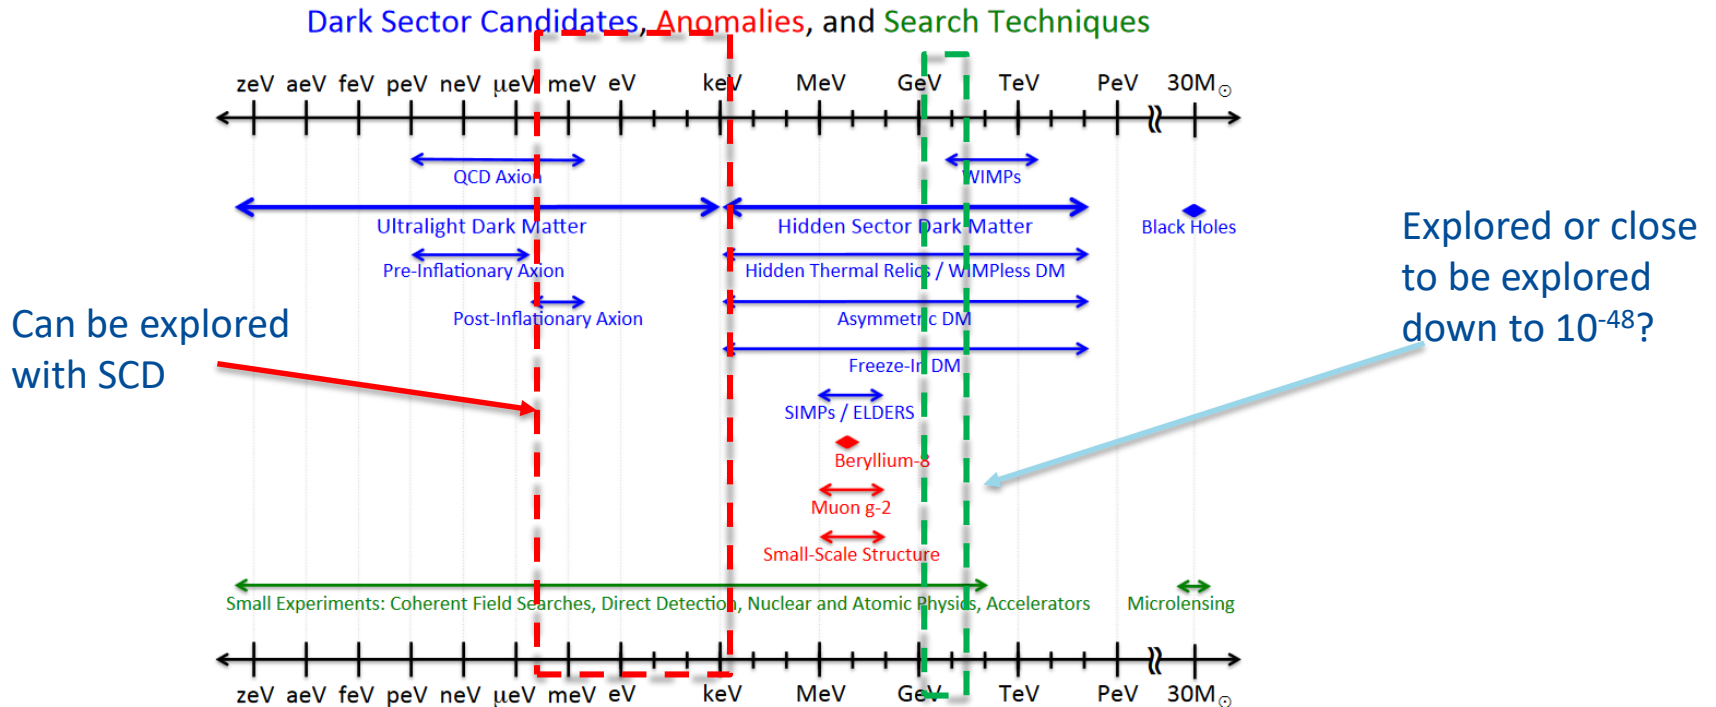 Dark Sector Candidates, Anomalies, and Search Techniques
zeV aeV feV peV neV μeV meV eV keV MeV GeV TeV PeV 30M☉
QCD Axion
WIMPs
Ultralight Dark Matter
Hidden Sector Dark Matter
Black Holes
Pre-Inflationary Axion
Hidden Thermal Relics / WIMPless DM
Post-Inflationary Axion
Asymmetric DM
Freeze-In DM
SIMPs / ELDERS
Beryllium-8
Muon g-2
Small-Scale Structure
Small Experiments: Coherent Field Searches, Direct Detection, Nuclear and Atomic Physics, Accelerators
Microlensing
zeV aeV feV peV neV μeV meV eV keV MeV GeV TeV PeV 30M☉
Can be explored
with SCD
Explored or close
to be explored
down to 10⁻⁴⁸?